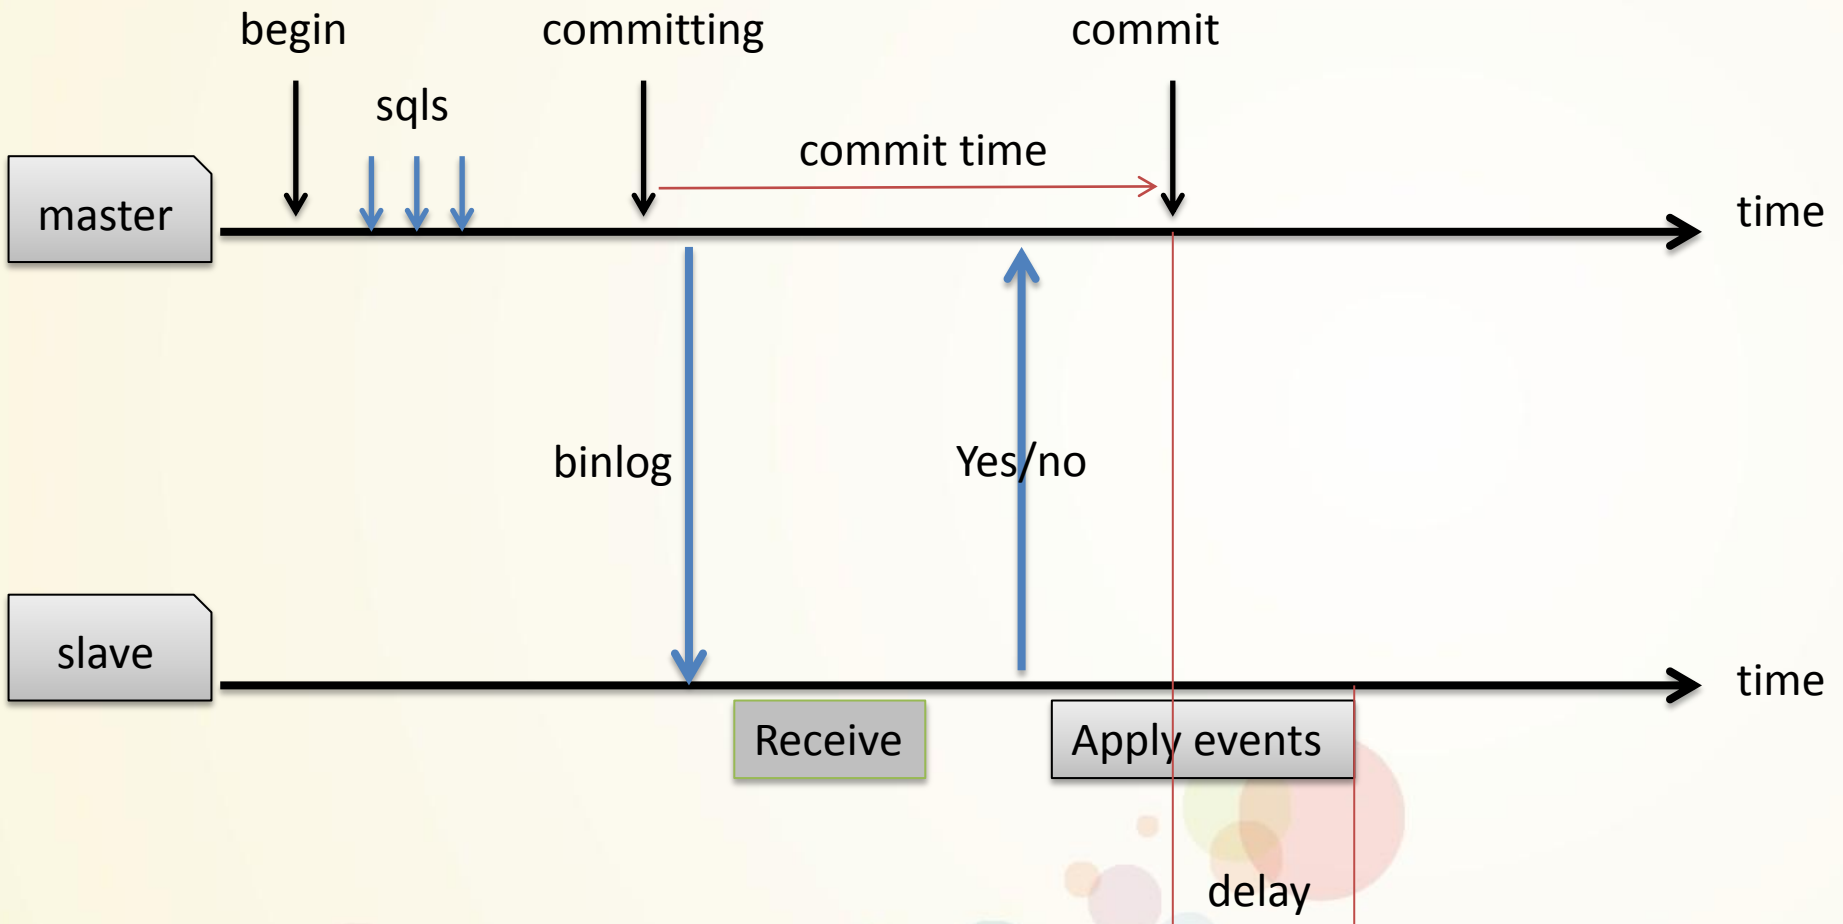 begin
committing
commit
sqls
commit time
master
time
binlog
Yes/no
slave
time
Receive
Apply events
delay